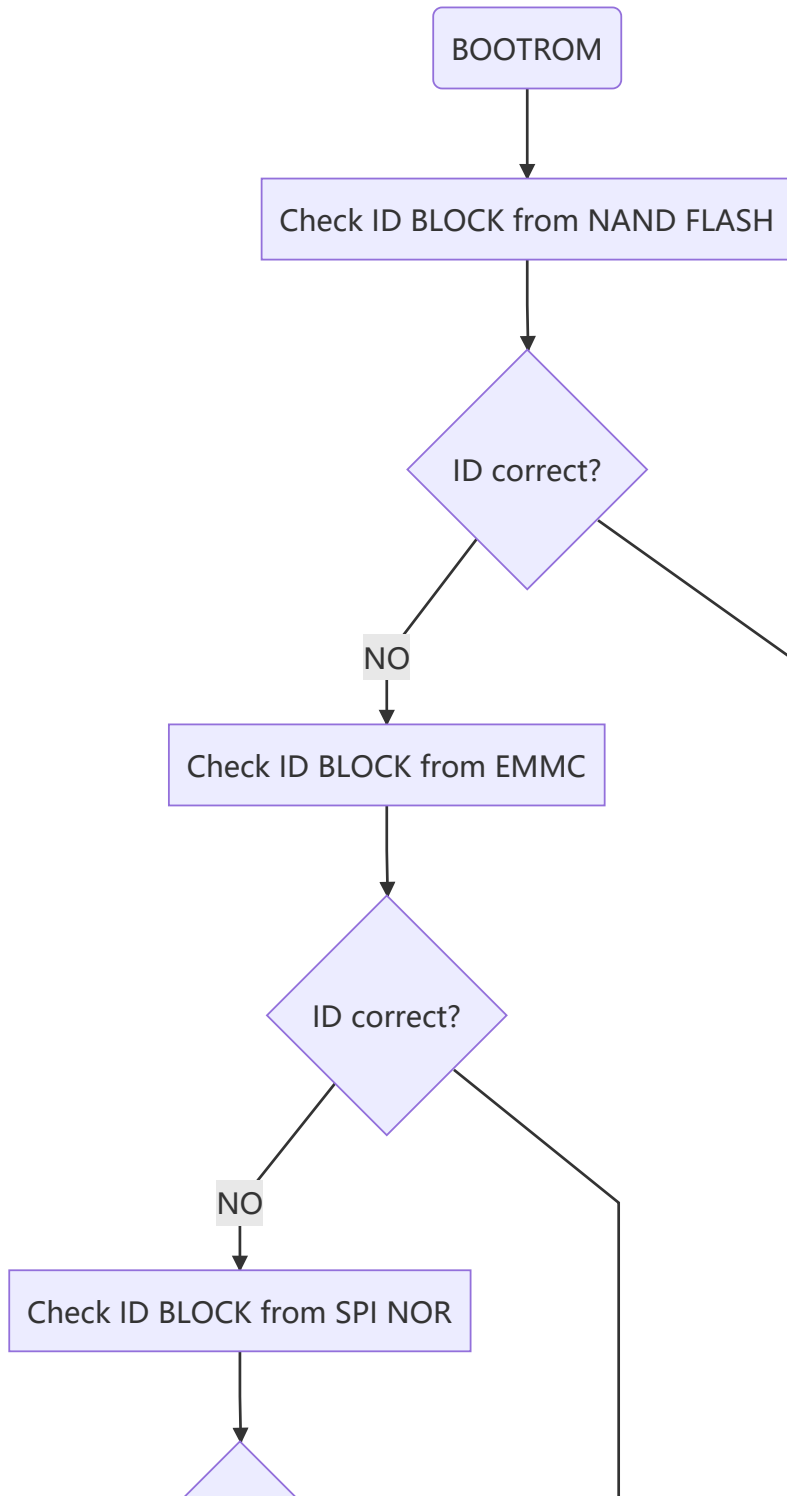 BOOTROM
Check ID BLOCK from NAND FLASH
ID correct?
NO
Check ID BLOCK from EMMC
ID correct?
NO
Check ID BLOCK from SPI NOR